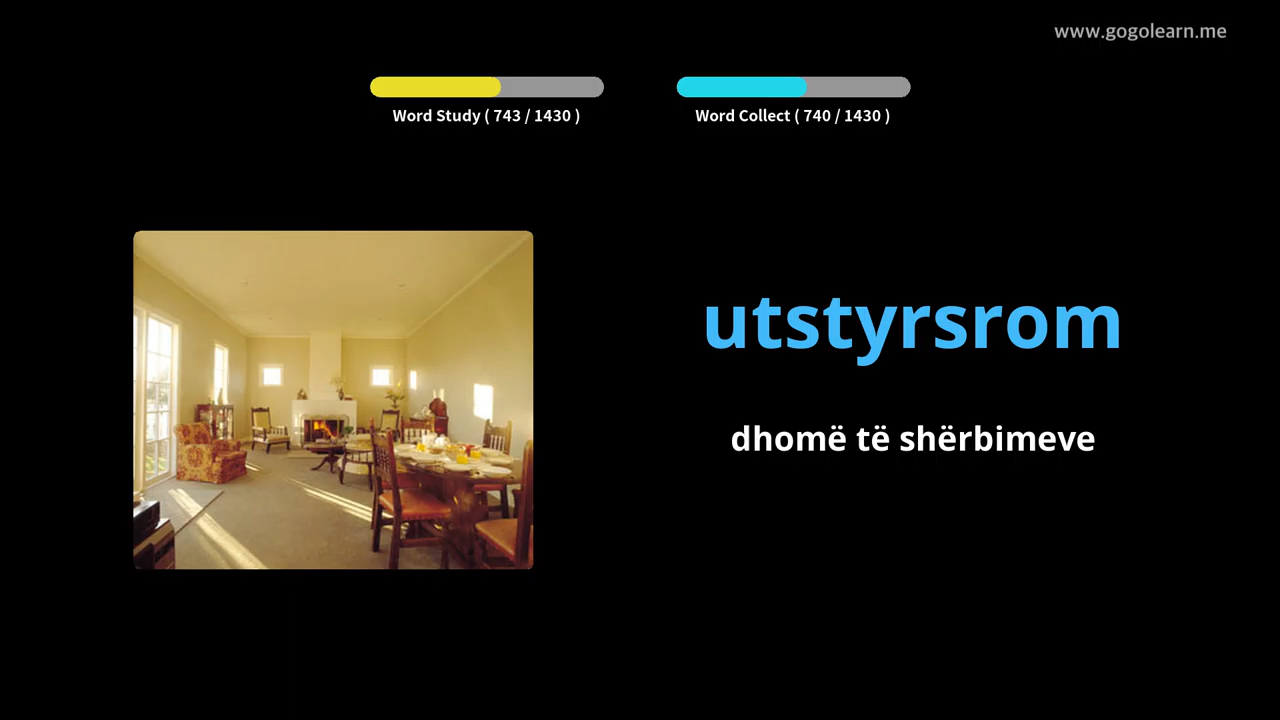 www.gogolearn.me
Word Study ( 743 / 1430 )
Word Collect ( 740 / 1430 )
utstyrsrom
dhomë të shërbimeve